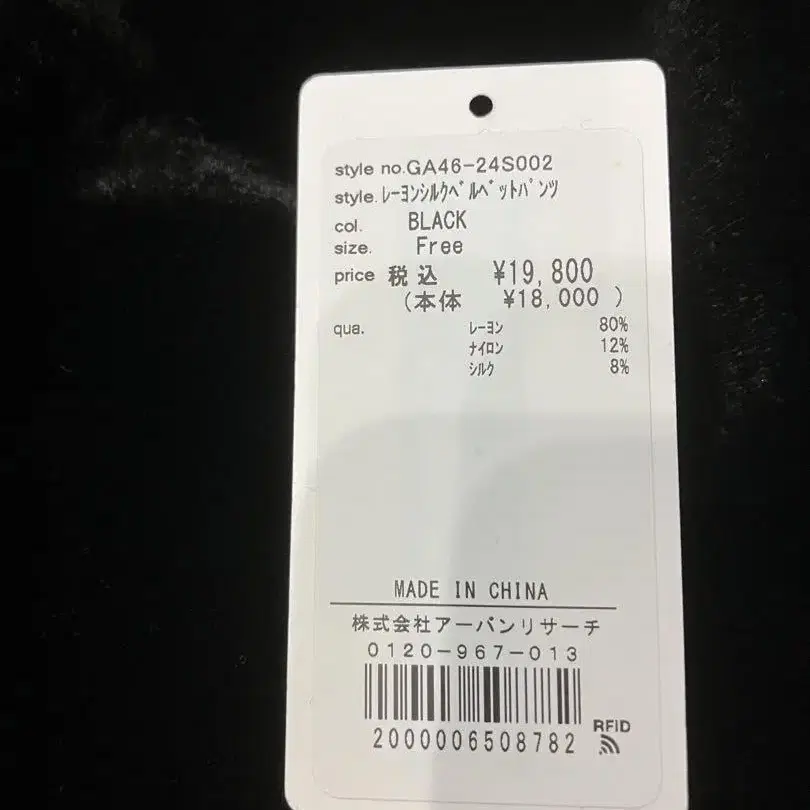 style no.GA46-24S002
style.ﾚｰﾖﾝｼﾙｸﾍﾞﾙﾍﾞｯﾄﾊﾟﾝﾂ
col. BLACK
size. Free
price 税込 ¥19,800
(本体 ¥18,000 )
qua. ﾚｰﾖﾝ 80%
ﾅｲﾛﾝ 12%
ｼﾙｸ 8%
MADE IN CHINA
株式会社アーバンリサーチ
0120-967-013
2000006508782
RFID